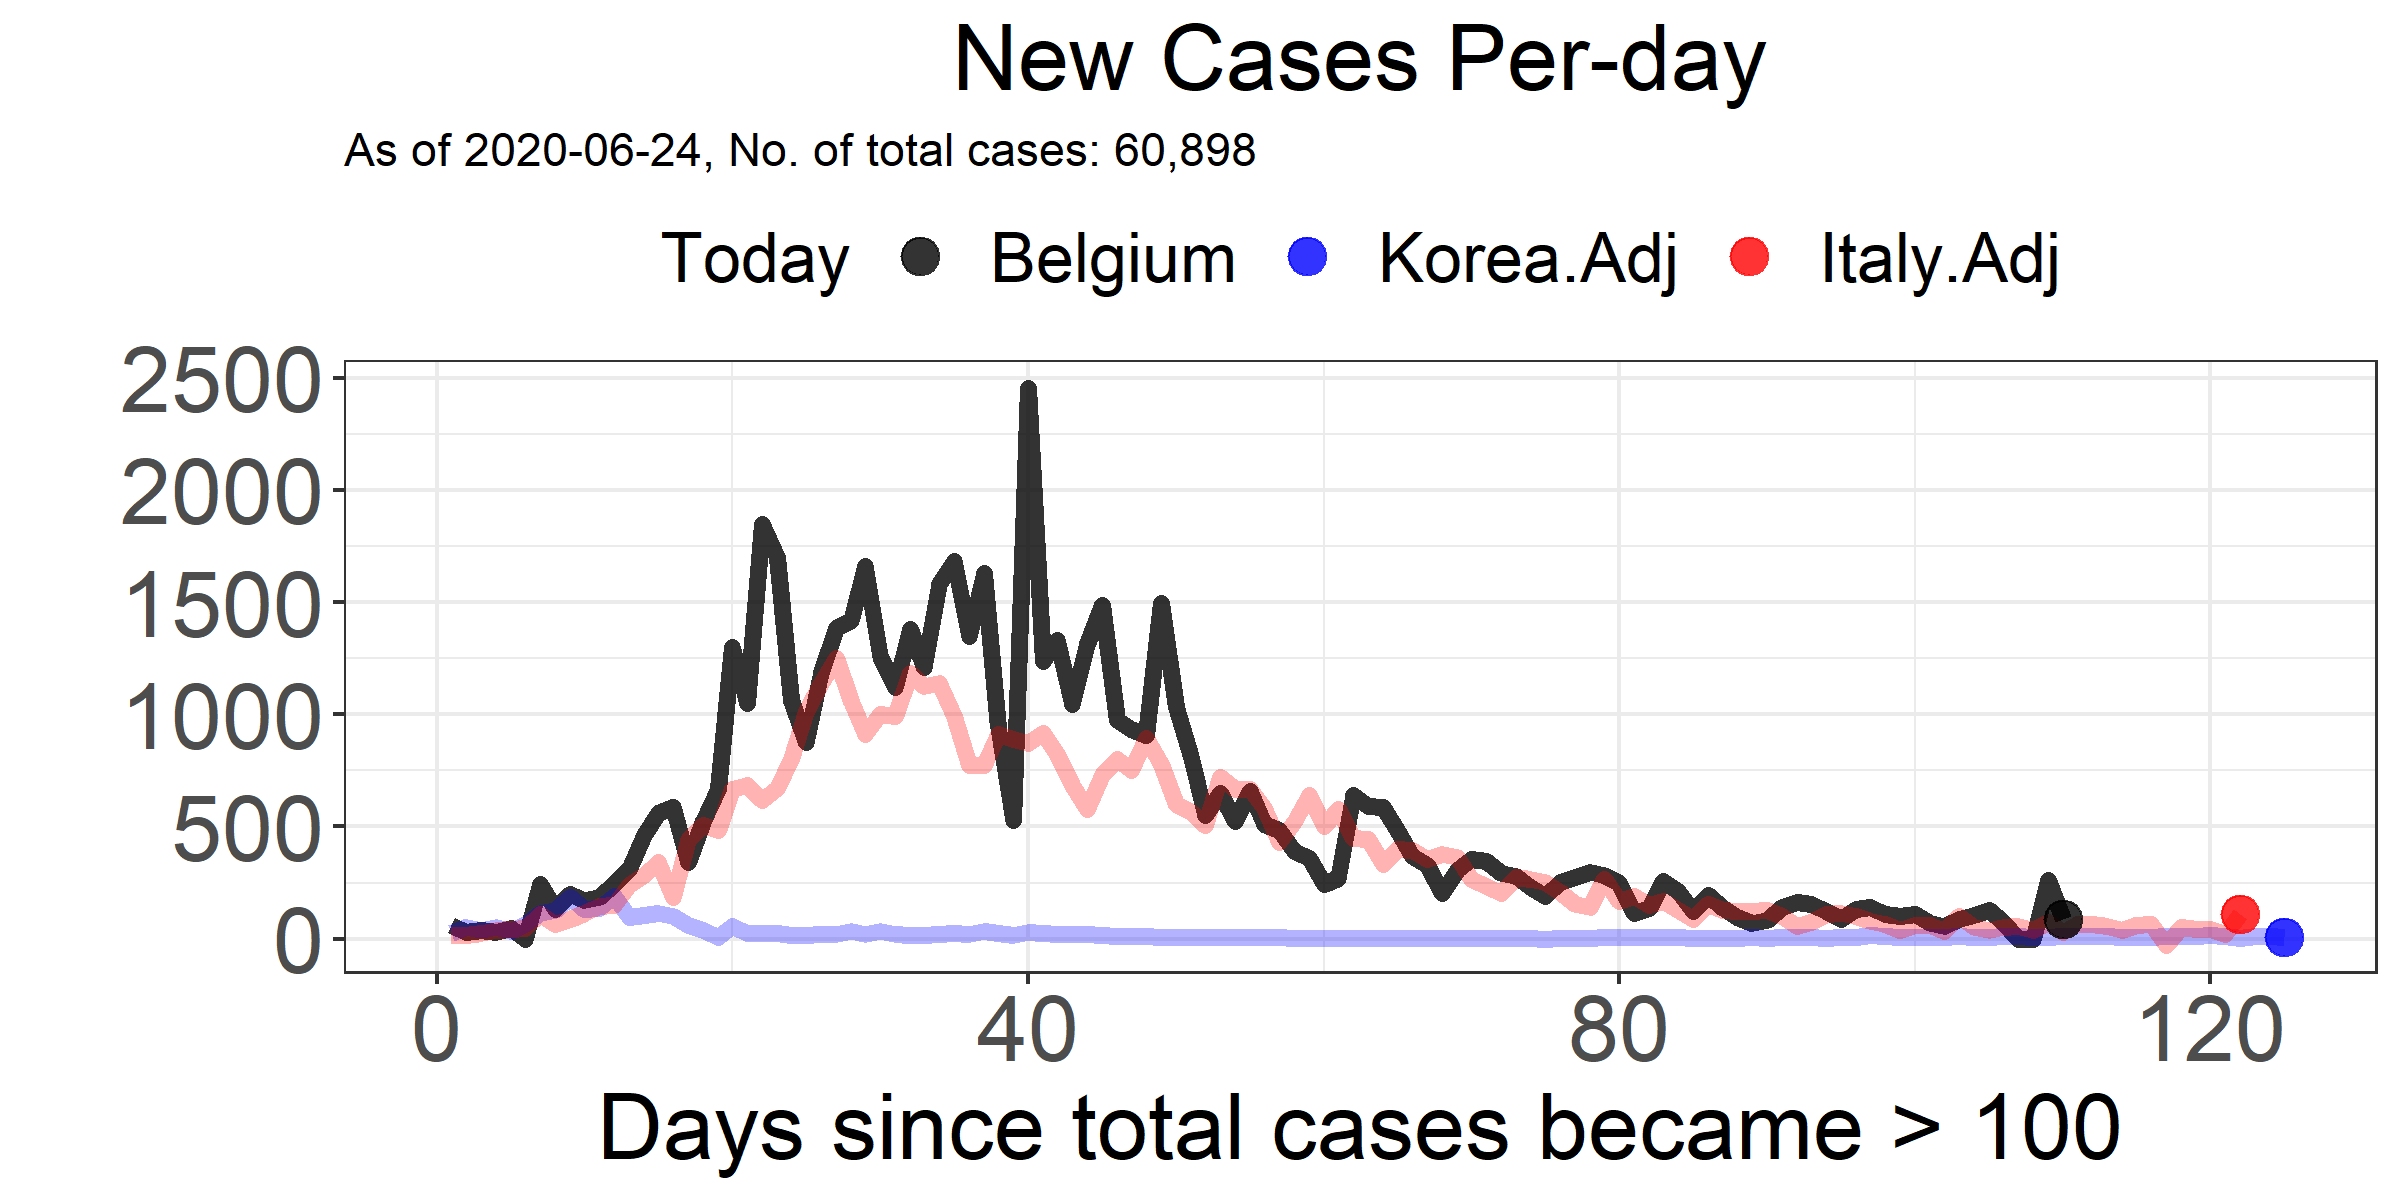 New Cases Per-day
As of 2020-06-24, No. of total cases: 60,898
Today Belgium Korea.Adj Italy.Adj
2500
2000
1500
1000
500
0
0 40 80 120
Days since total cases became > 100